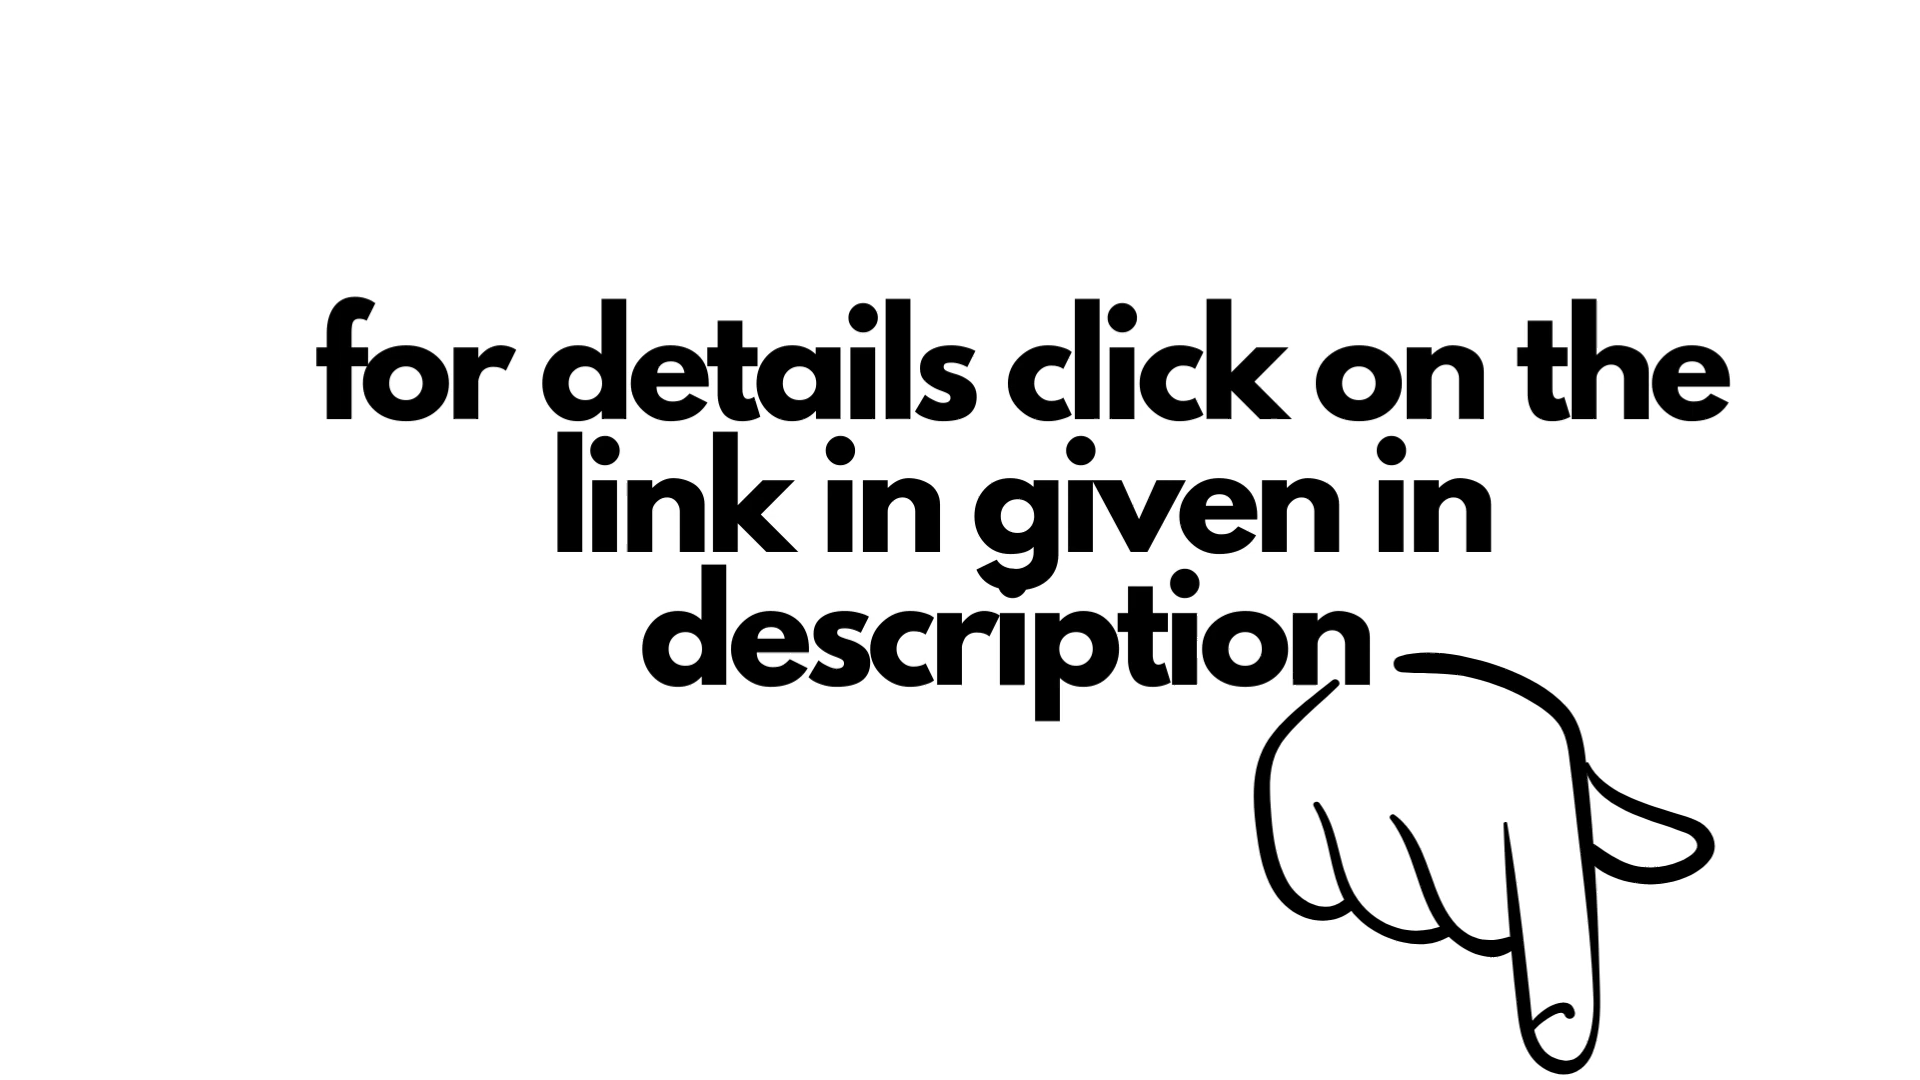 for details click on the
link in given in
description